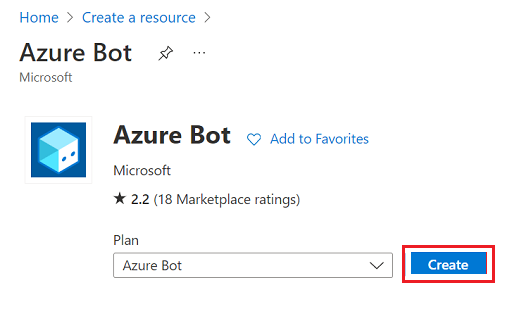 Home > Create a resource >
Azure Bot ...
Microsoft
Azure Bot Add to Favorites
Microsoft
★ 2.2 (18 Marketplace ratings)
Plan
Azure Bot Create